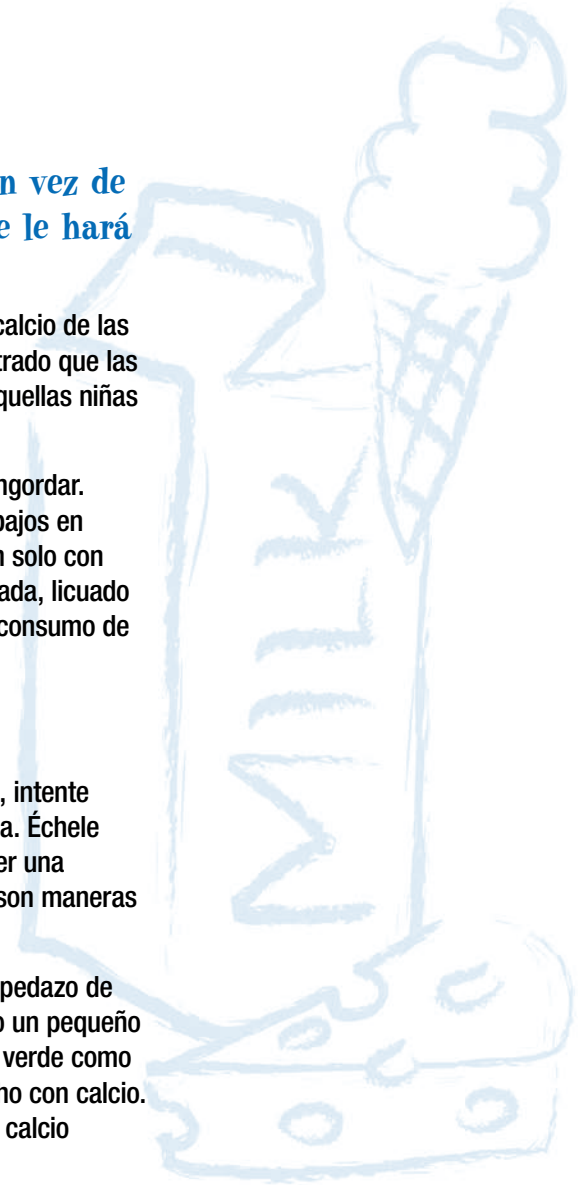 n vez de
e le hará
calcio de las
trado que las
quellas niñas
ngordar.
bajos en
n solo con
ada, licuado
consumo de
, intente
a. Échele
er una
son maneras
pedazo de
o un pequeño
verde como
no con calcio.
calcio
MILK